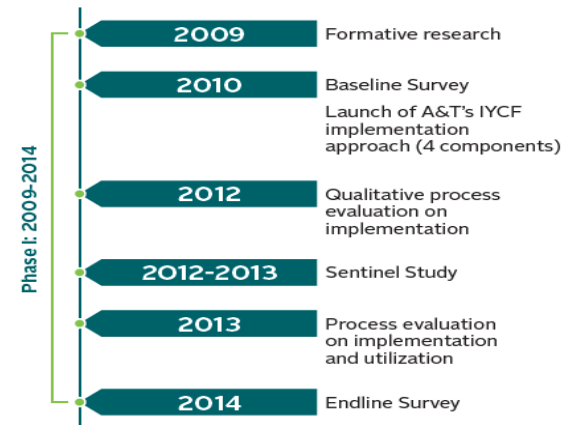 Phase I: 2009-2014
2009
Formative research
2010
Baseline Survey
Launch of A&T's IYCF
implementation
approach (4 components)
2012
Qualitative process
evaluation on
implementation
2012-2013
Sentinel Study
2013
Process evaluation
on implementation
and utilization
2014
Endline Survey